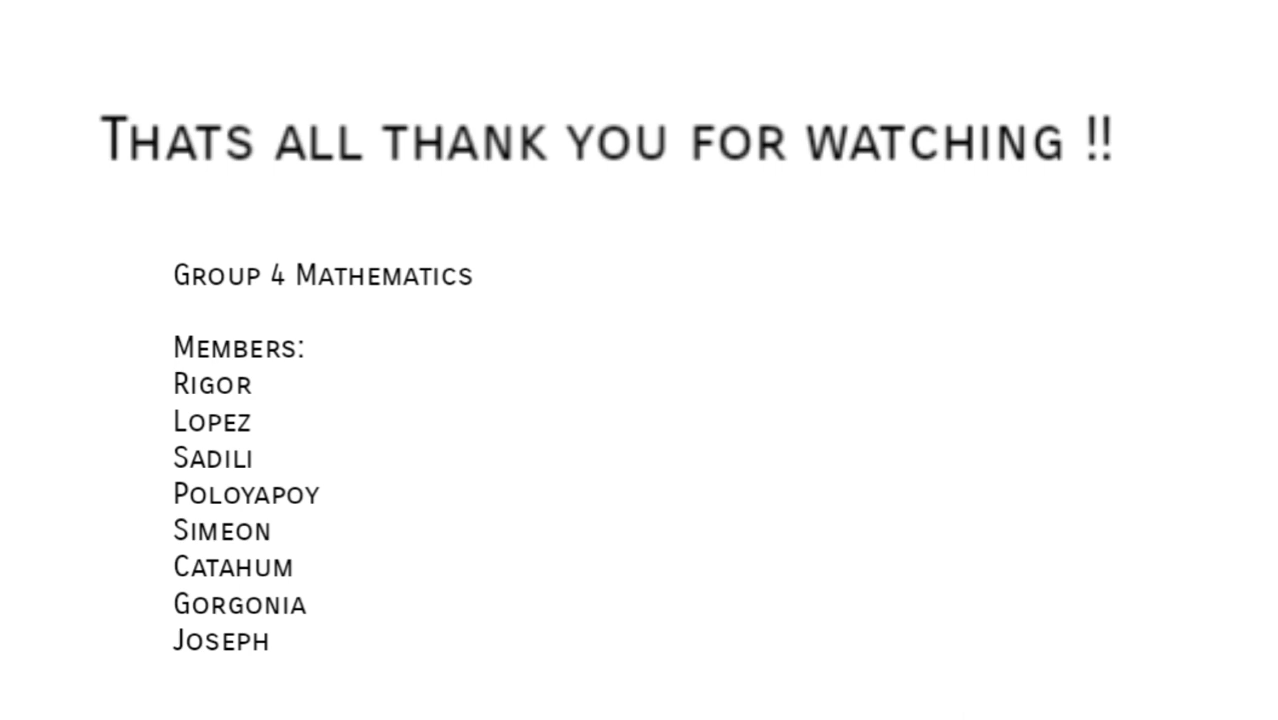 Thats all thank you for watching !!
Group 4 Mathematics
Members:
Rigor
Lopez
Sadili
Poloyapoy
Simeon
Catahum
Gorgonia
Joseph